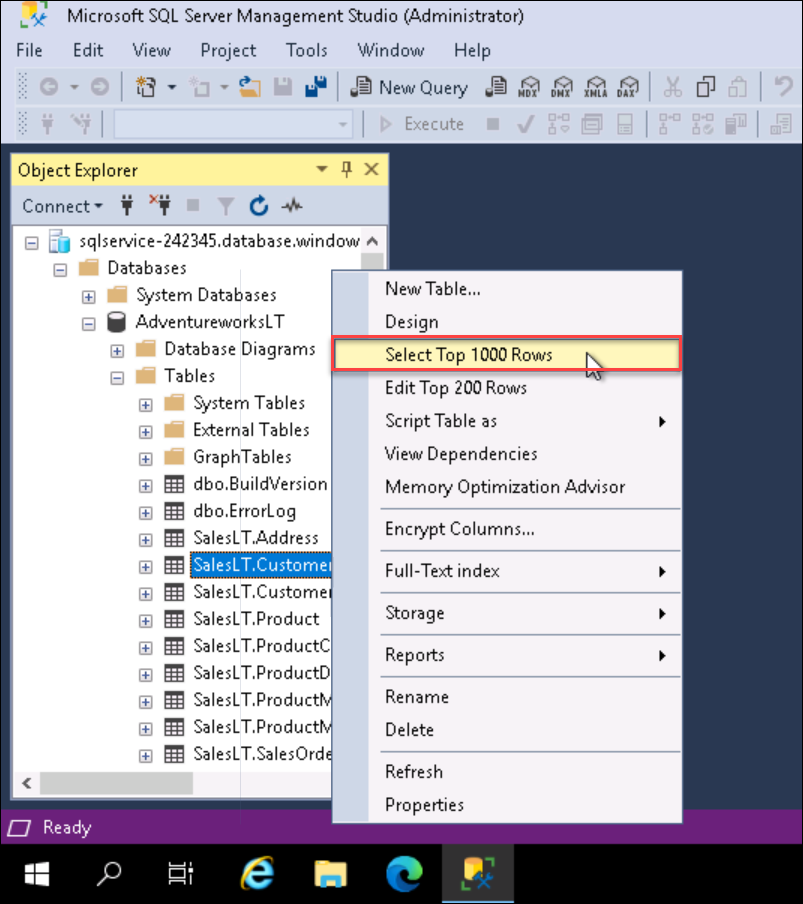 Microsoft SQL Server Management Studio (Administrator)
File Edit View Project Tools Window Help
New Query MDX DMX XMLA DAX
Execute
Object Explorer
Connect
sqlservice-242345.database.window
Databases
System Databases
AdventureworksLT
Database Diagrams
Tables
System Tables
External Tables
GraphTables
dbo.BuildVersion
dbo.ErrorLog
SalesLT.Address
SalesLT.Customer
SalesLT.Customer
SalesLT.Product
SalesLT.ProductC
SalesLT.ProductD
SalesLT.ProductM
SalesLT.ProductM
SalesLT.SalesOrde
New Table...
Design
Select Top 1000 Rows
Edit Top 200 Rows
Script Table as
View Dependencies
Memory Optimization Advisor
Encrypt Columns...
Full-Text index
Storage
Reports
Rename
Delete
Refresh
Properties
Ready